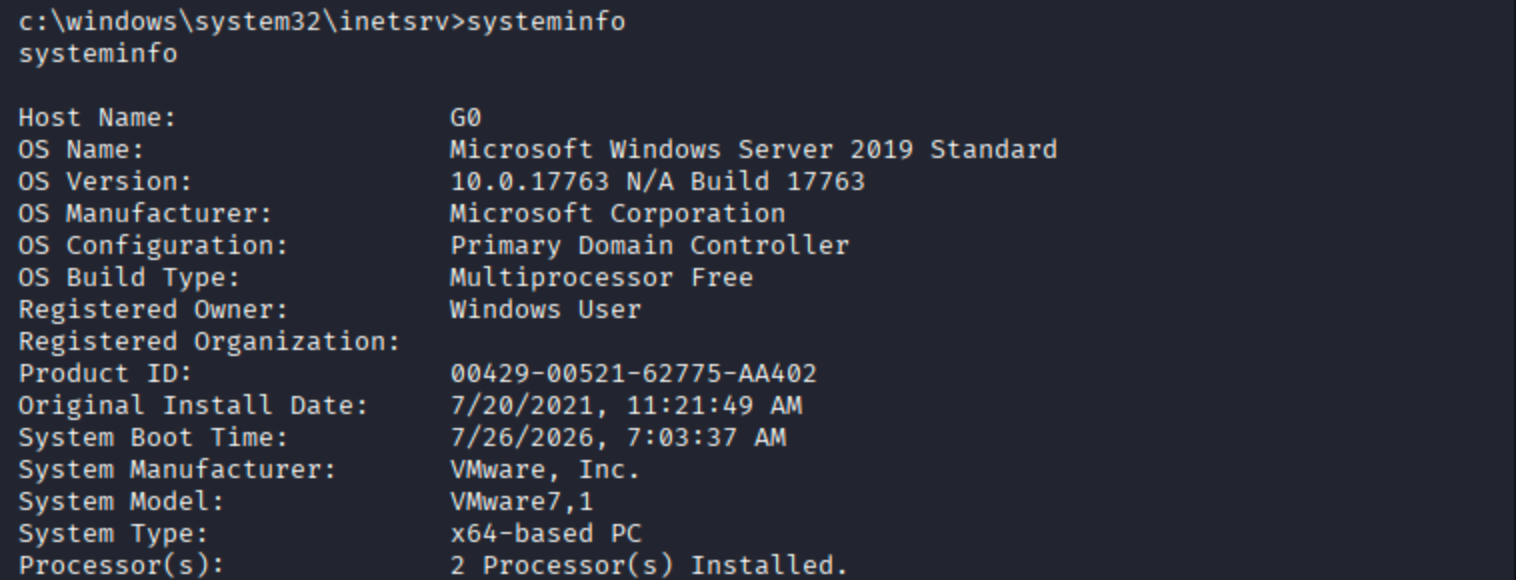 c:\windows\system32\inetsrv>systeminfo
systeminfo
Host Name: G0
OS Name: Microsoft Windows Server 2019 Standard
OS Version: 10.0.17763 N/A Build 17763
OS Manufacturer: Microsoft Corporation
OS Configuration: Primary Domain Controller
OS Build Type: Multiprocessor Free
Registered Owner: Windows User
Registered Organization:
Product ID: 00429-00521-62775-AA402
Original Install Date: 7/20/2021, 11:21:49 AM
System Boot Time: 7/26/2026, 7:03:37 AM
System Manufacturer: VMware, Inc.
System Model: VMware7,1
System Type: x64-based PC
Processor(s): 2 Processor(s) Installed.